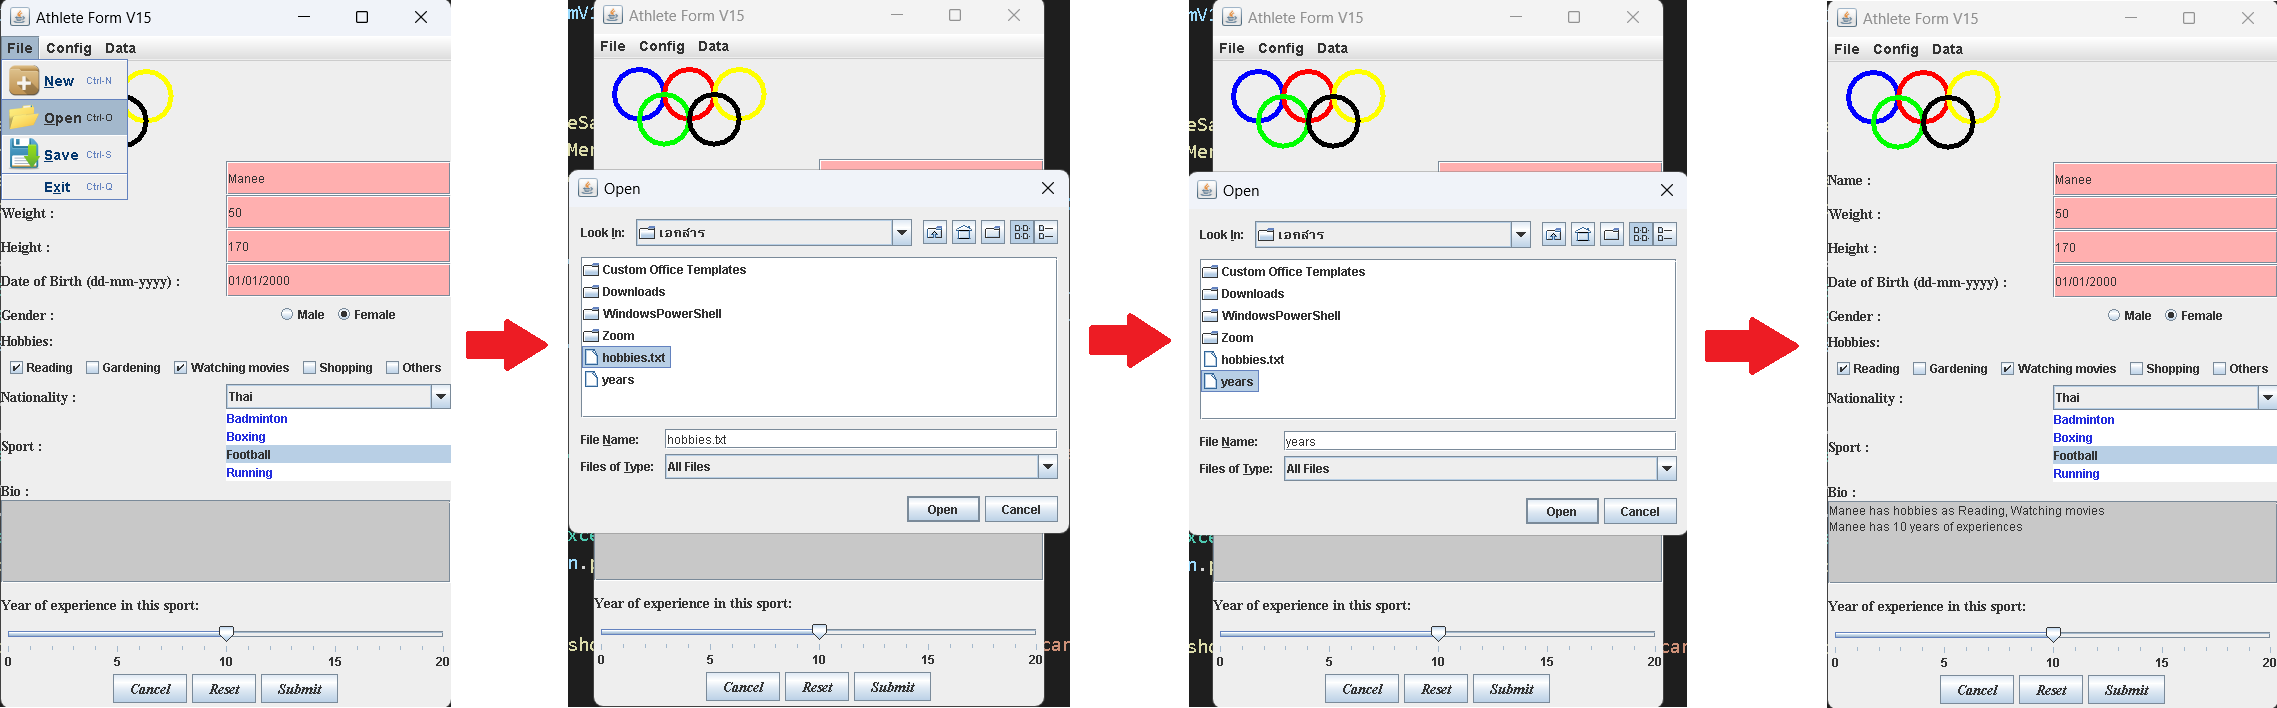 Athlete Form V15
File Config Data
New Ctrl-N
Open Ctrl-O
Save Ctrl-S
Exit Ctrl-Q
Manee
Weight : 50
Height : 170
Date of Birth (dd-mm-yyyy) : 01/01/2000
Gender : Male Female
Hobbies:
Reading Gardening Watching movies Shopping Others
Nationality : Thai
Badminton
Boxing
Sport :
Football
Running
Bio :
Year of experience in this sport:
0 5 10 15 20
Cancel Reset Submit
Athlete Form V15
File Config Data
Open
Look In: เอกสาร
Custom Office Templates
Downloads
WindowsPowerShell
Zoom
hobbies.txt
years
File Name: hobbies.txt
Files of Type: All Files
Open Cancel
Year of experience in this sport:
0 5 10 15 20
Cancel Reset Submit
Athlete Form V15
File Config Data
Open
Look In: เอกสาร
Custom Office Templates
Downloads
WindowsPowerShell
Zoom
hobbies.txt
years
File Name: years
Files of Type: All Files
Open Cancel
Year of experience in this sport:
0 5 10 15 20
Cancel Reset Submit
Athlete Form V15
File Config Data
Name : Manee
Weight : 50
Height : 170
Date of Birth (dd-mm-yyyy) : 01/01/2000
Gender : Male Female
Hobbies:
Reading Gardening Watching movies Shopping Others
Nationality : Thai
Badminton
Boxing
Sport :
Football
Running
Bio :
Manee has hobbies as Reading, Watching movies
Manee has 10 years of experiences
Year of experience in this sport:
0 5 10 15 20
Cancel Reset Submit